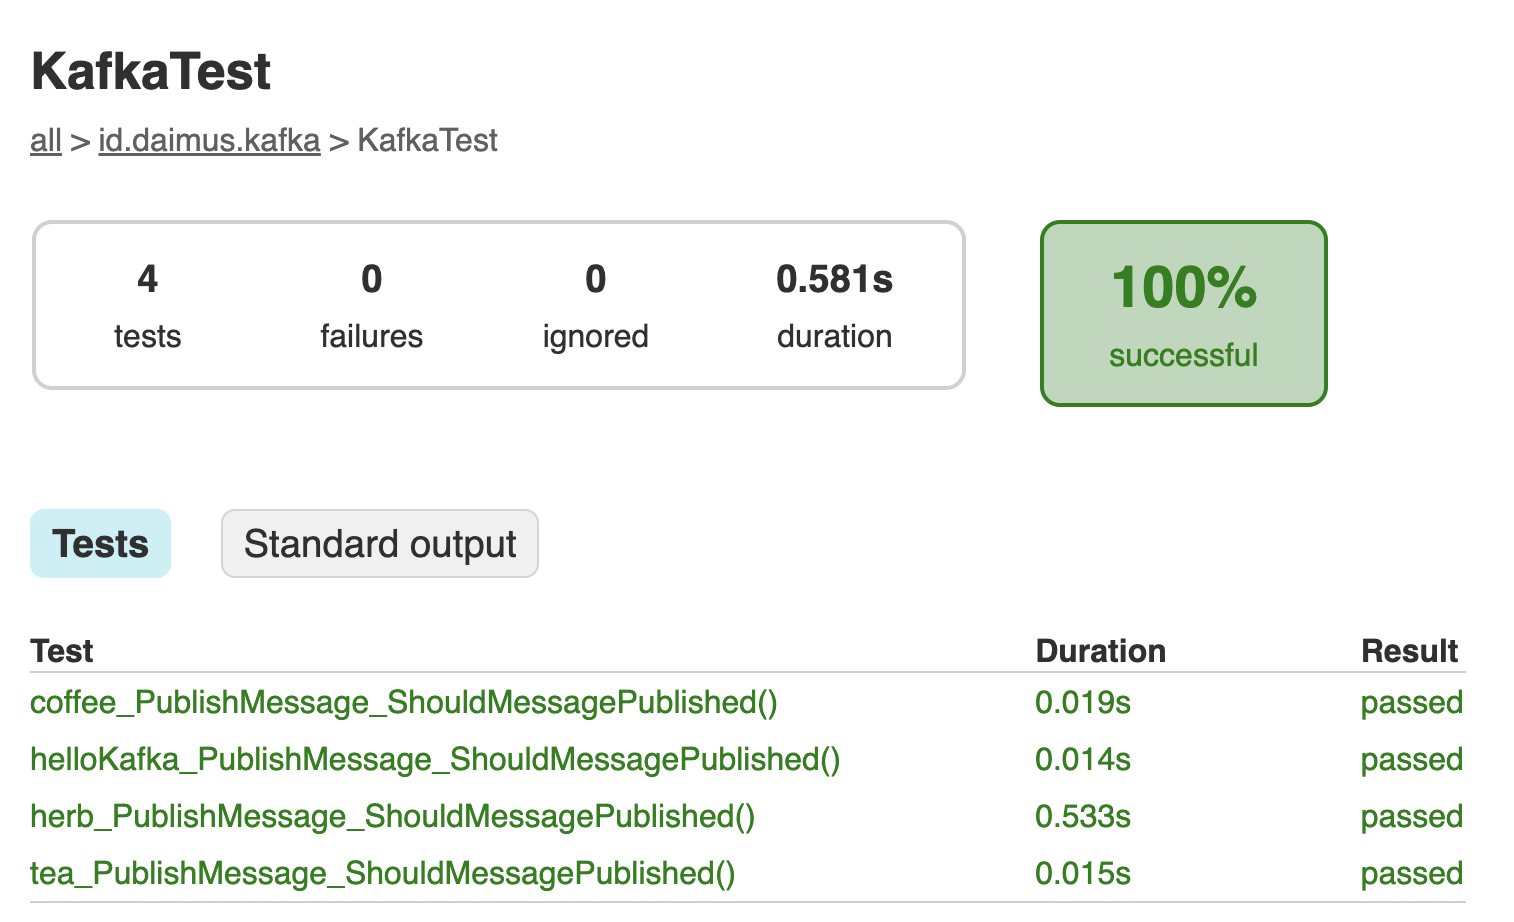 KafkaTest
all > id.daimus.kafka > KafkaTest
4 0 0 0.581s
tests failures ignored duration
100%
successful
Tests Standard output
Test Duration Result
coffee_PublishMessage_ShouldMessagePublished() 0.019s passed
helloKafka_PublishMessage_ShouldMessagePublished() 0.014s passed
herb_PublishMessage_ShouldMessagePublished() 0.533s passed
tea_PublishMessage_ShouldMessagePublished() 0.015s passed